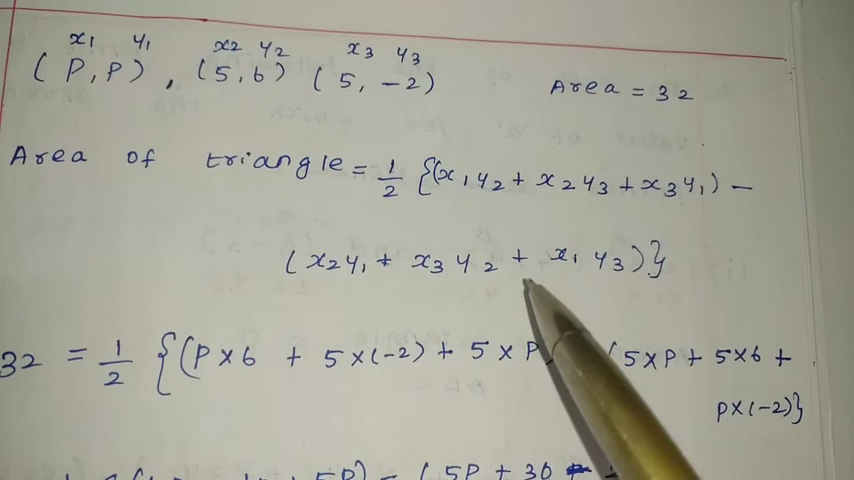 x1 y1 x2 y2 x3 y3
(P, P), (5, 6) (5, -2) Area = 32
Area of triangle = 1/2 {(x1y2 + x2y3 + x3y1) -
(x2y1 + x3y2 + x1y3)}
32 = 1/2 {(P×6 + 5×(-2) + 5×P (5×P + 5×6 +
P×(-2)}
5P) - (5P + 30